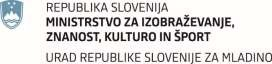 REPUBLIKA SLOVENIJA
MINISTRSTVO ZA IZOBRAŽEVANJE,
ZNANOST, KULTURO IN ŠPORT
URAD REPUBLIKE SLOVENIJE ZA MLADINO